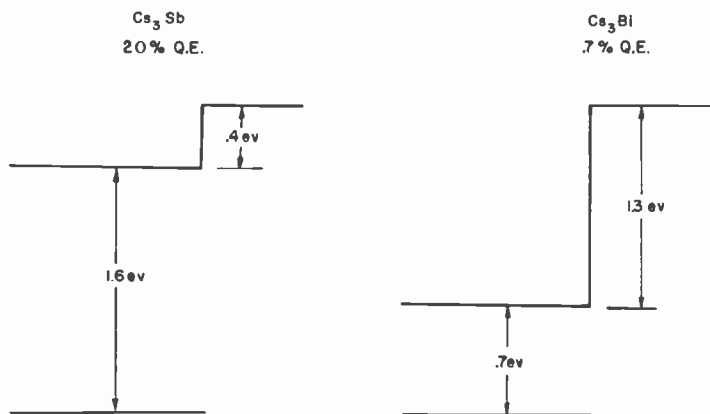 Cs3Sb
20% Q.E.
.4ev
1.6ev
Cs3Bi
.7% Q.E.
1.3 ev
.7ev